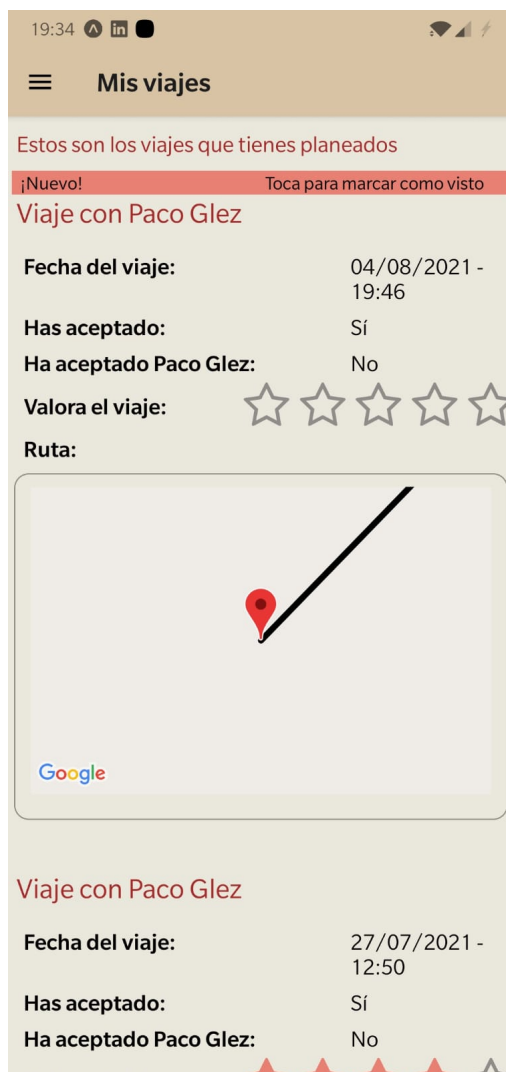 19:34 in
Mis viajes
Estos son los viajes que tienes planeados
¡Nuevo! Toca para marcar como visto
Viaje con Paco Glez
Fecha del viaje: 04/08/2021 -
19:46
Has aceptado: Sí
Ha aceptado Paco Glez: No
Valora el viaje:
Ruta:
Google
Viaje con Paco Glez
Fecha del viaje: 27/07/2021 -
12:50
Has aceptado: Sí
Ha aceptado Paco Glez: No